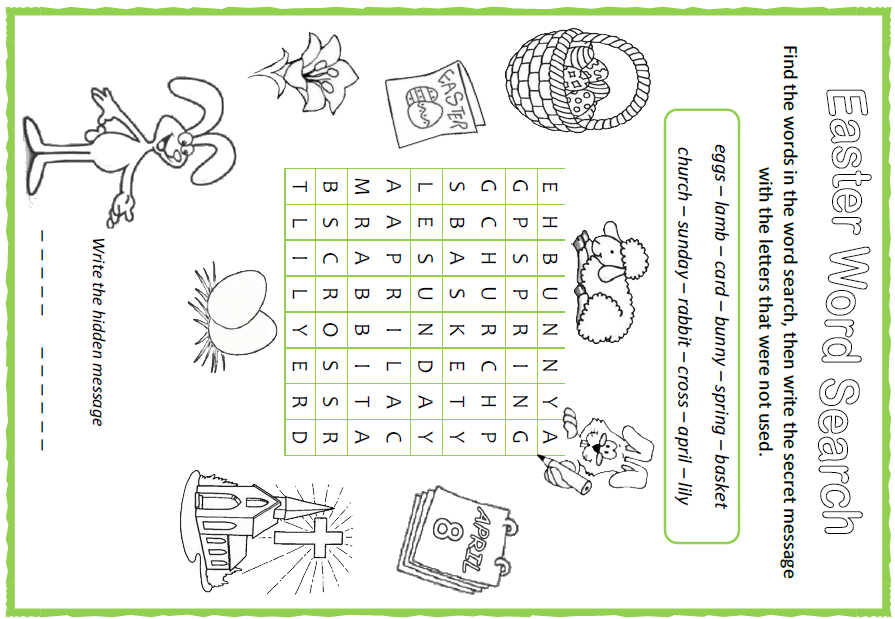 Easter Word Search
Find the words in the word search, then write the secret message
with the letters that were not used.
eggs – lamb – card – bunny – spring – basket
church – sunday – rabbit – cross – april – lily
E H B U N N Y A
G P S P R I N G
G C H U R C H P
S B A S K E T Y
L E S U N D A Y
A A P R I L A C
M R A B B I T A
B S C R O S S R
T L I L Y E R D
EASTER
APRIL
8
Write the hidden message
_ _ _ _ _ _ _ _ _ _ _